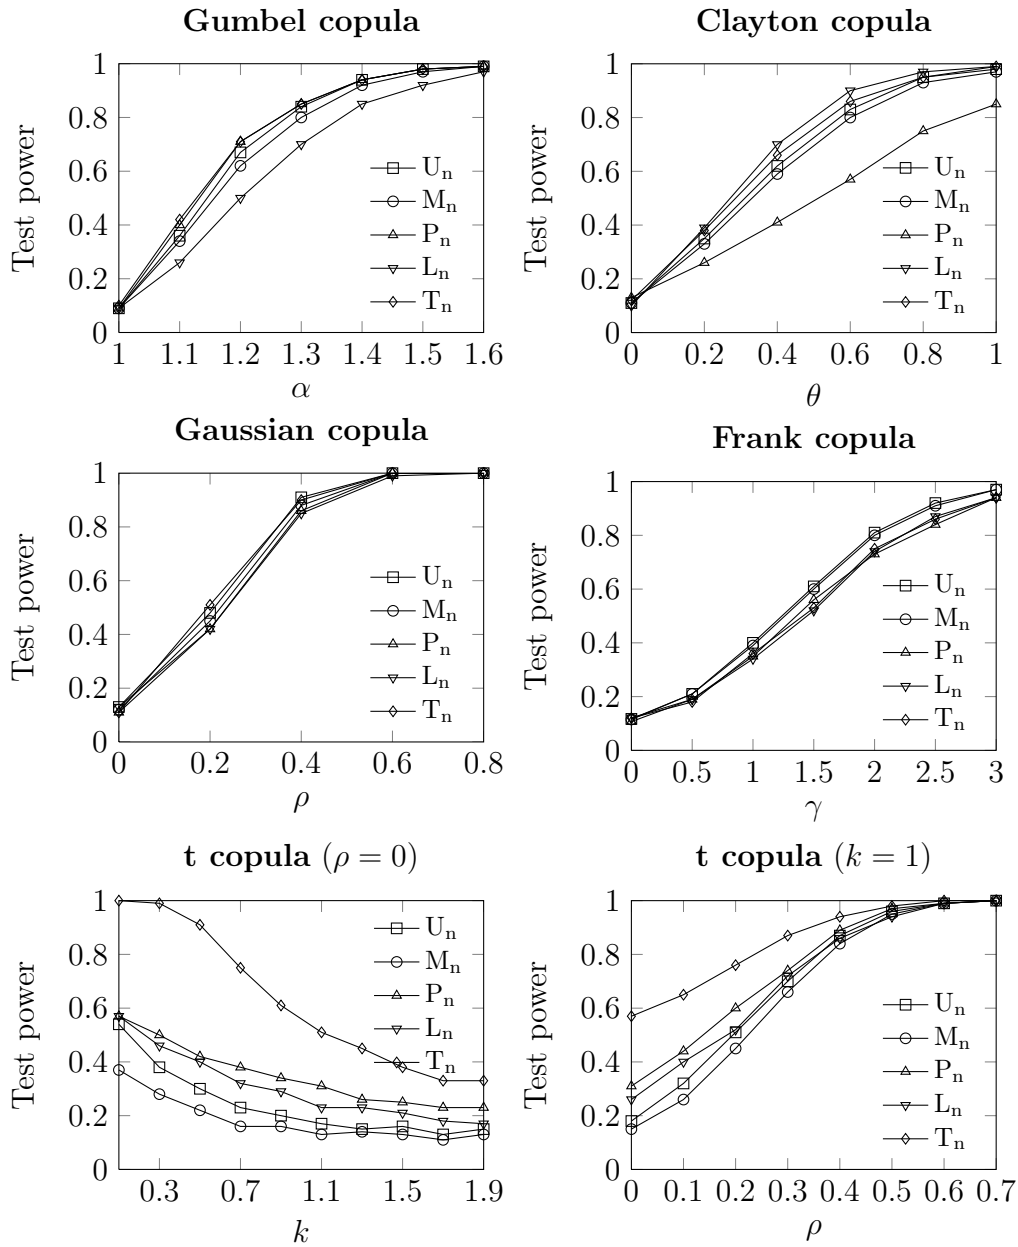 Gumbel copula
Test power
1
0.8
0.6
0.4
0.2
0
1 1.1 1.2 1.3 1.4 1.5 1.6
α
Uₙ
Mₙ
Pₙ
Lₙ
Tₙ
Clayton copula
Test power
1
0.8
0.6
0.4
0.2
0
0 0.2 0.4 0.6 0.8 1
θ
Uₙ
Mₙ
Pₙ
Lₙ
Tₙ
Gaussian copula
Test power
1
0.8
0.6
0.4
0.2
0
0 0.2 0.4 0.6 0.8
ρ
Uₙ
Mₙ
Pₙ
Lₙ
Tₙ
Frank copula
Test power
1
0.8
0.6
0.4
0.2
0
0 0.5 1 1.5 2 2.5 3
γ
Uₙ
Mₙ
Pₙ
Lₙ
Tₙ
t copula (ρ = 0)
Test power
1
0.8
0.6
0.4
0.2
0
0.3 0.7 1.1 1.5 1.9
k
Uₙ
Mₙ
Pₙ
Lₙ
Tₙ
t copula (k = 1)
Test power
1
0.8
0.6
0.4
0.2
0
0 0.1 0.2 0.3 0.4 0.5 0.6 0.7
ρ
Uₙ
Mₙ
Pₙ
Lₙ
Tₙ